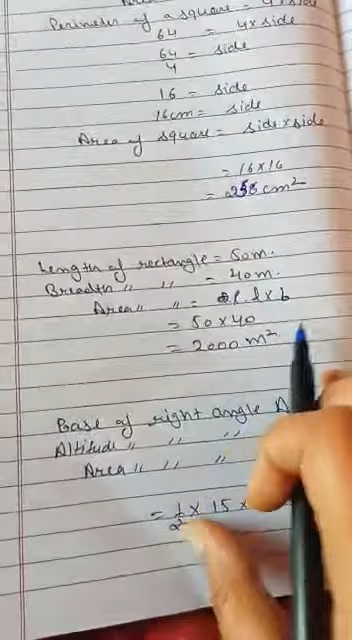 Perimeter of a square = 4×side
64 = 4×side
64/4 = side
16 = side
16cm = side
Area of square = side×side
= 16×16
= 256 cm²
Length of rectangle = 50m.
Breadth " " = 40m.
Area " " = l×b
= 50×40
= 2000 m²
Base of right angle
Altitude " " "
Area " " "
= 1/2 × 15 ×